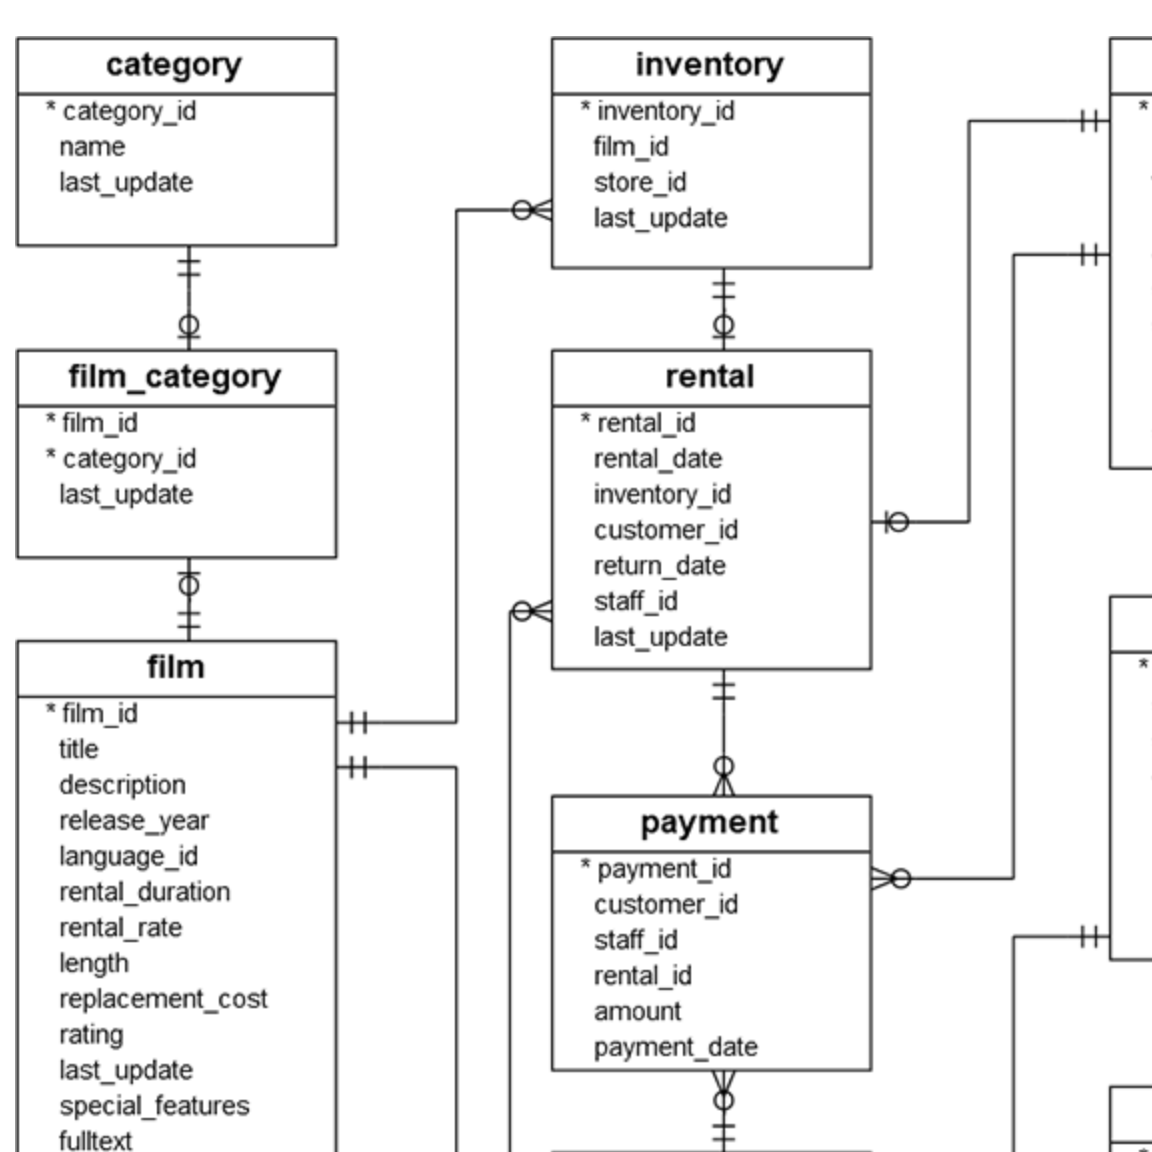 category
* category_id
name
last_update
film_category
* film_id
* category_id
last_update
film
* film_id
title
description
release_year
language_id
rental_duration
rental_rate
length
replacement_cost
rating
last_update
special_features
fulltext
inventory
* inventory_id
film_id
store_id
last_update
rental
* rental_id
rental_date
inventory_id
customer_id
return_date
staff_id
last_update
payment
* payment_id
customer_id
staff_id
rental_id
amount
payment_date
*
*
*